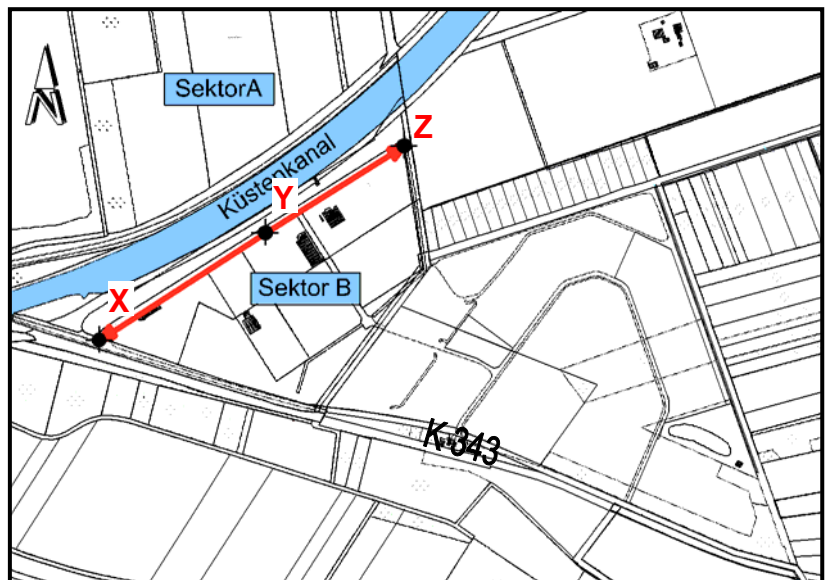 N
SektorA
Küstenkanal
Z
Y
Sektor B
X
K 343